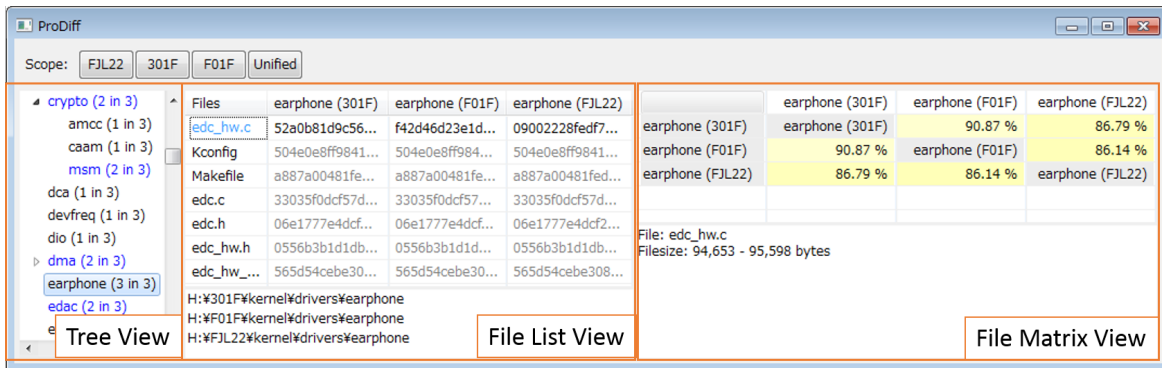 ProDiff
Scope: FJL22 301F F01F Unified
crypto (2 in 3)
amcc (1 in 3)
caam (1 in 3)
msm (2 in 3)
dca (1 in 3)
devfreq (1 in 3)
dio (1 in 3)
dma (2 in 3)
earphone (3 in 3)
edac (2 in 3)
e
Tree View
Files earphone (301F) earphone (F01F) earphone (FJL22)
edc_hw.c 52a0b81d9c56... f42d46d23e1d... 09002228fedf7...
Kconfig 504e0e8ff9841... 504e0e8ff984... 504e0e8ff9841...
Makefile a887a00481fe... a887a00481fe... a887a00481fed...
edc.c 33035f0dcf57d... 33035f0dcf57... 33035f0dcf57d...
edc.h 06e1777e4dcf... 06e1777e4dcf... 06e1777e4dcf2...
edc_hw.h 0556b3b1d1db... 0556b3b1d1d... 0556b3b1d1db...
edc_hw_... 565d54cebe30... 565d54cebe30... 565d54cebe308...
H:¥301F¥kernel¥drivers¥earphone
H:¥F01F¥kernel¥drivers¥earphone
H:¥FJL22¥kernel¥drivers¥earphone
File List View
earphone (301F) earphone (F01F) earphone (FJL22)
earphone (301F) earphone (301F) 90.87 % 86.79 %
earphone (F01F) 90.87 % earphone (F01F) 86.14 %
earphone (FJL22) 86.79 % 86.14 % earphone (FJL22)
File: edc_hw.c
Filesize: 94,653 - 95,598 bytes
File Matrix View